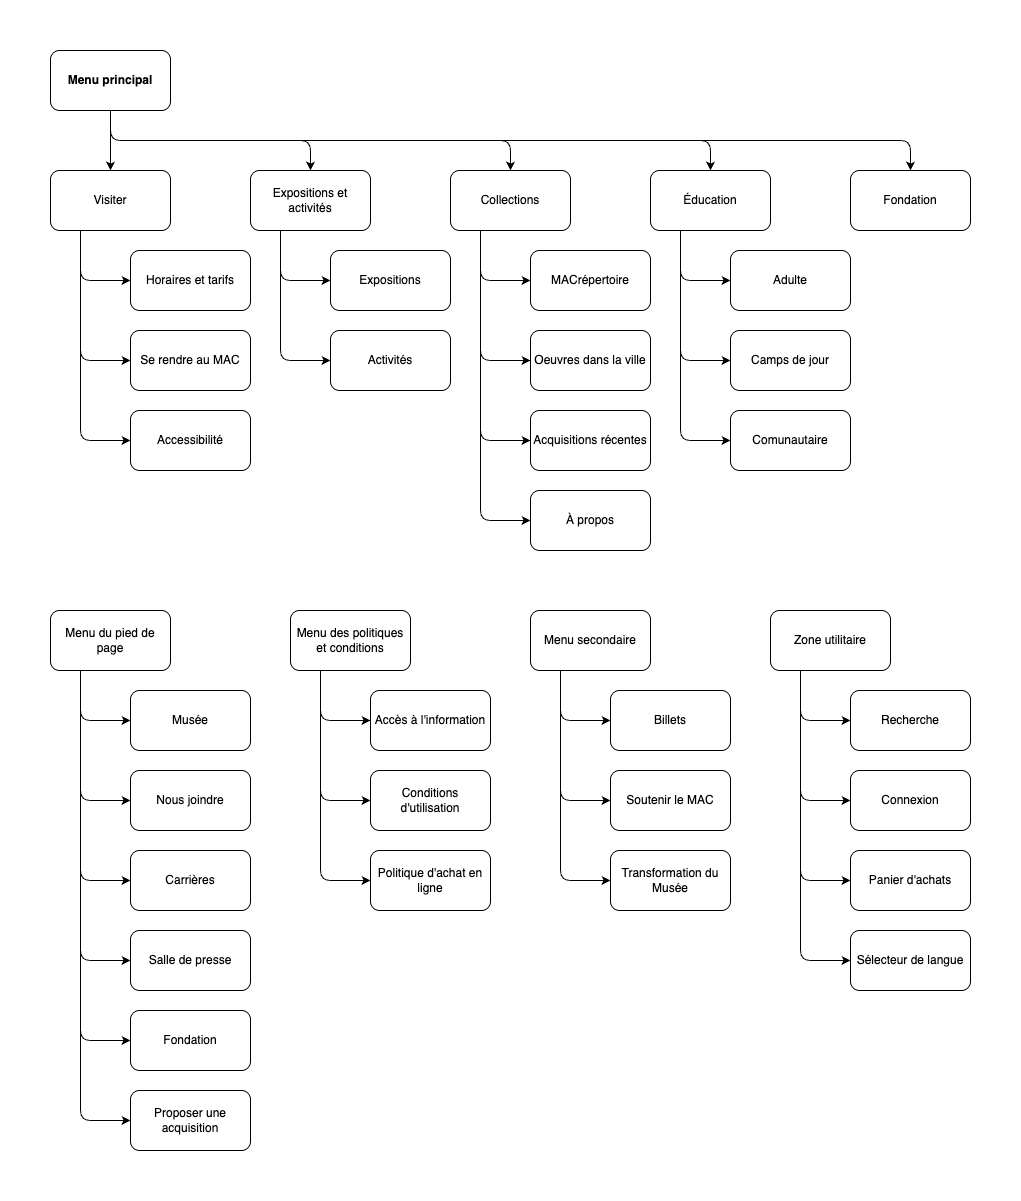 Menu principal
Visiter
Expositions et
activités
Collections
Éducation
Fondation
Horaires et tarifs
Expositions
MACrépertoire
Adulte
Se rendre au MAC
Activités
Oeuvres dans la ville
Camps de jour
Accessibilité
Acquisitions récentes
Comunautaire
À propos
Menu du pied de
page
Menu des politiques
et conditions
Menu secondaire
Zone utilitaire
Musée
Accès à l'information
Billets
Recherche
Nous joindre
Conditions
d'utilisation
Soutenir le MAC
Connexion
Carrières
Politique d'achat en
ligne
Transformation du
Musée
Panier d'achats
Salle de presse
Sélecteur de langue
Fondation
Proposer une
acquisition